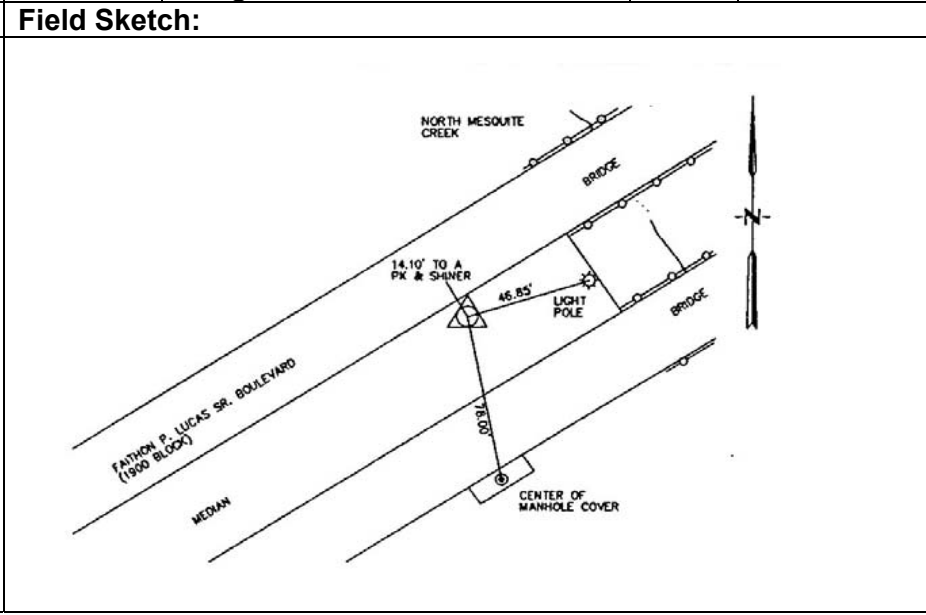 Field Sketch:
NORTH MESQUITE
CREEK
BRIDGE
N
14.10' TO A
PK & SHINER
46.85'
LIGHT
POLE
BRIDGE
FAITHON P. LUCAS SR. BOULEVARD
(1900 BLOCK)
78.00'
MEDIAN
CENTER OF
MANHOLE COVER